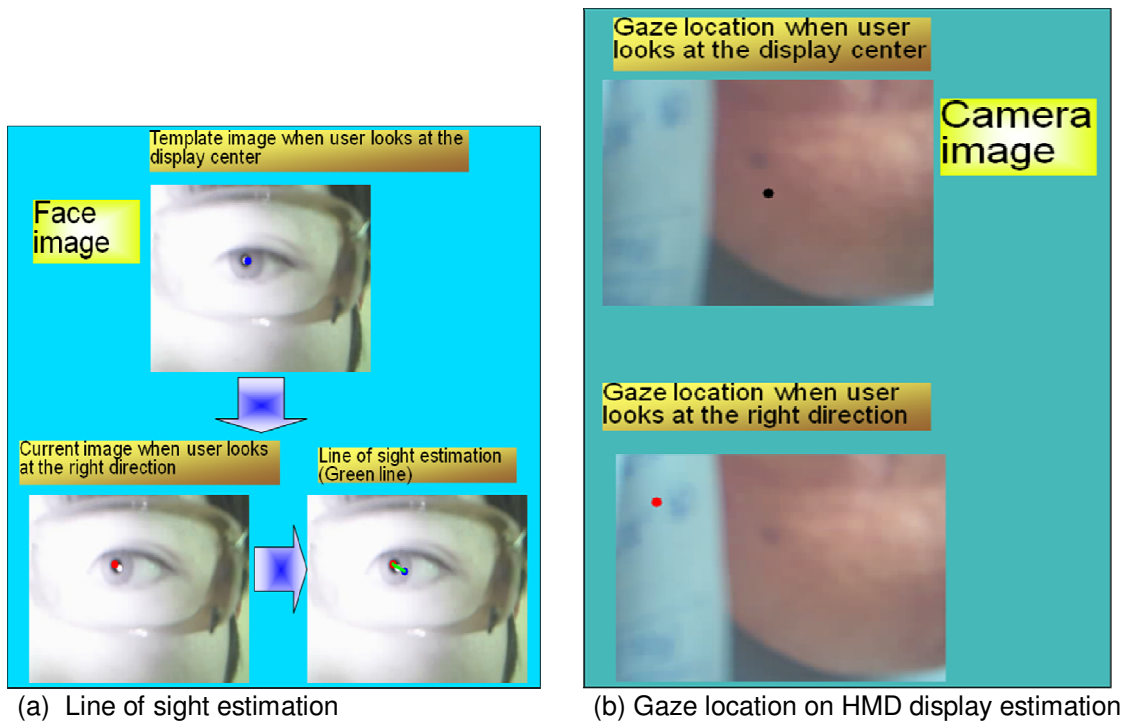 Template image when user looks at the
display center
Face
image
Current image when user looks
at the right direction
Line of sight estimation
(Green line)
(a) Line of sight estimation
Gaze location when user
looks at the display center
Camera
image
Gaze location when user
looks at the right direction
(b) Gaze location on HMD display estimation